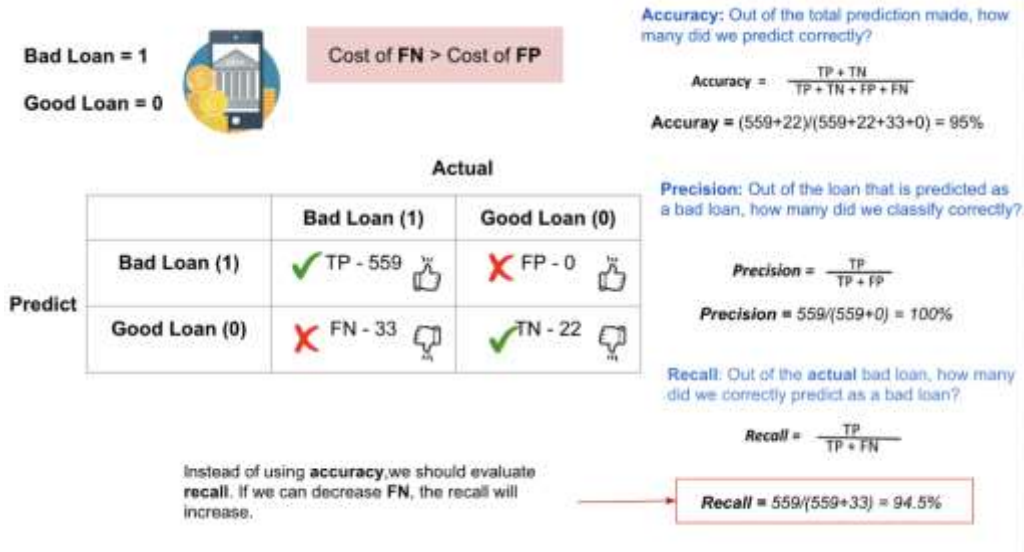 Bad Loan = 1
Good Loan = 0
Cost of FN > Cost of FP
Accuracy: Out of the total prediction made, how
many did we predict correctly?
Accuracy = TP + TN
TP + TN + FP + FN
Accuray = (559+22)/(559+22+33+0) = 95%
Actual
Bad Loan (1) Good Loan (0)
Predict
Bad Loan (1) TP - 559 FP - 0
Good Loan (0) FN - 33 TN - 22
Precision: Out of the loan that is predicted as
a bad loan, how many did we classify correctly?
Precision = TP
TP + FP
Precision = 559/(559+0) = 100%
Recall: Out of the actual bad loan, how many
did we correctly predict as a bad loan?
Recall = TP
TP + FN
Instead of using accuracy,we should evaluate
recall. If we can decrease FN, the recall will
increase.
Recall = 559/(559+33) = 94.5%